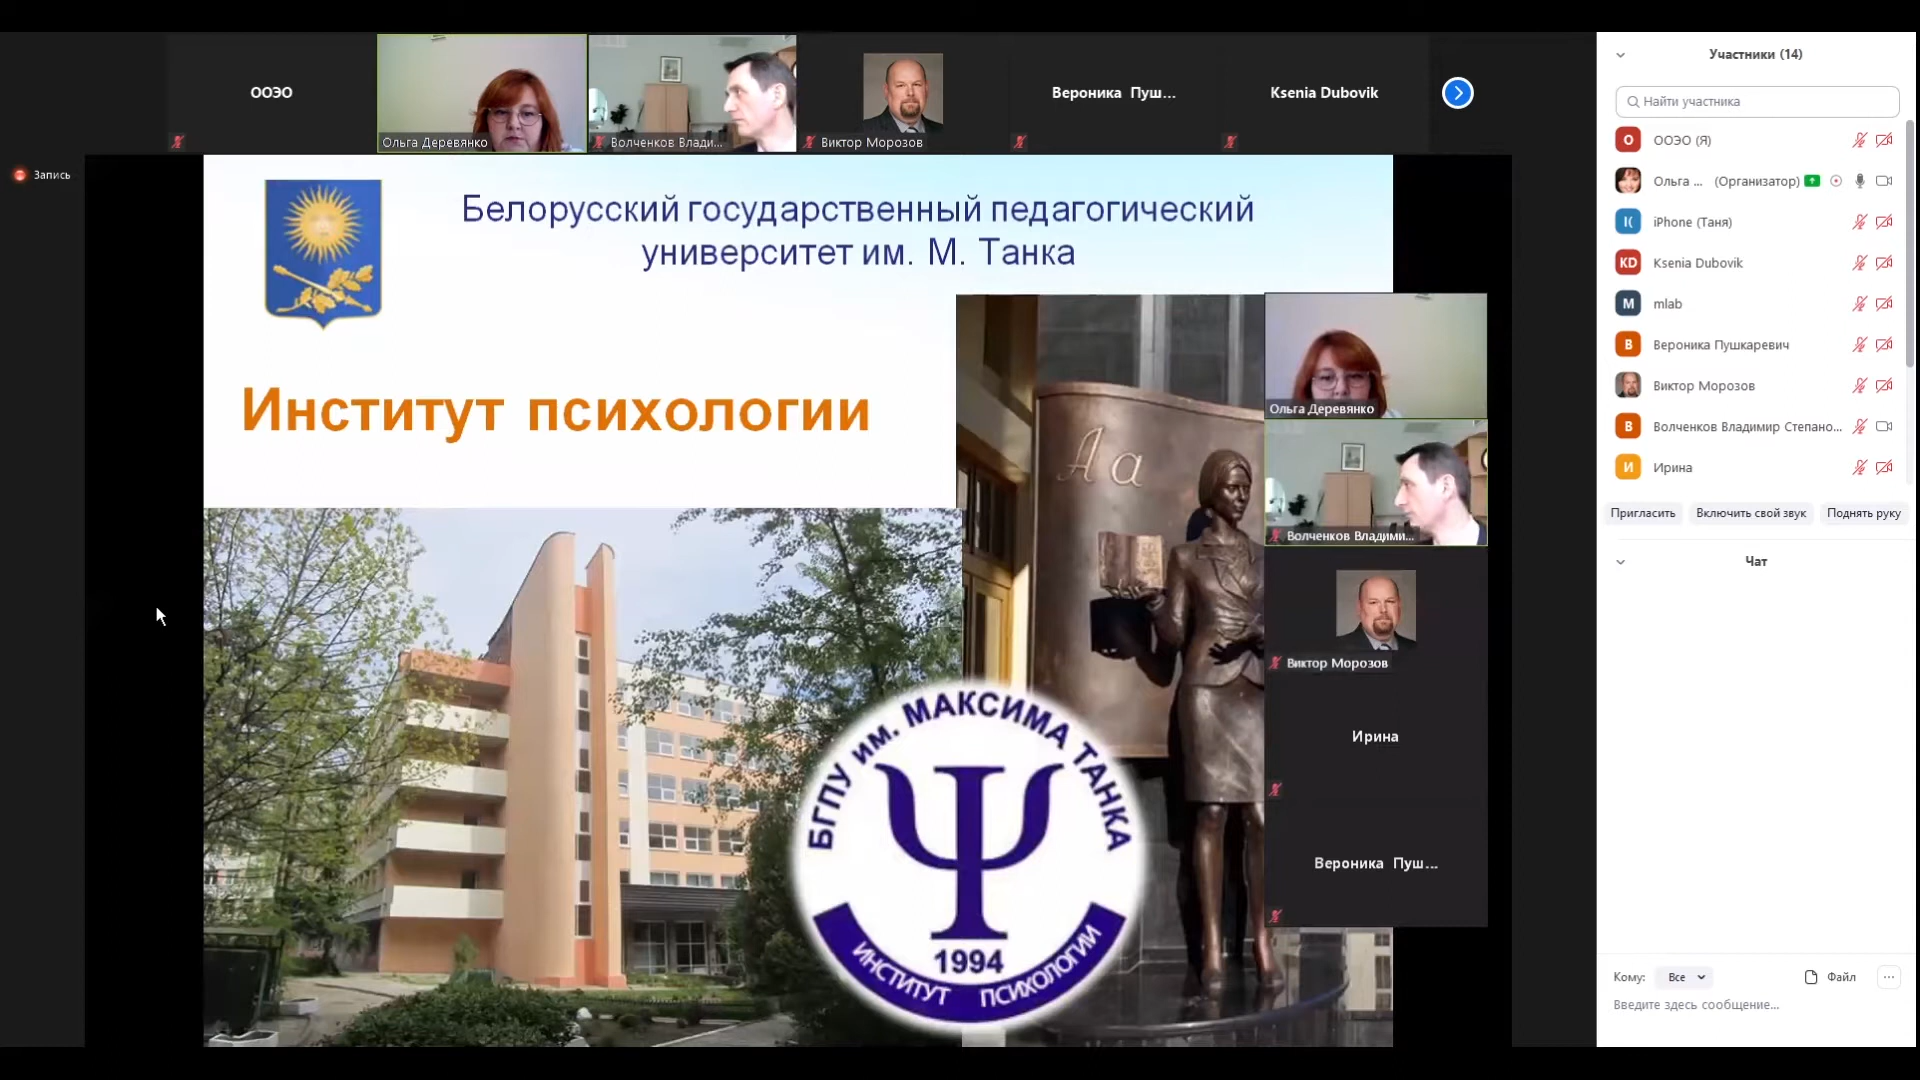 ООЭО
Ольга Деревянко
Волченков Влади...
Виктор Морозов
Вероника Пуш...
Ksenia Dubovik
Запись
Белорусский государственный педагогический
университет им. М. Танка
Институт психологии
Аа
БГПУ им. МАКСИМА ТАНКА
1994
ИНСТИТУТ ПСИХОЛОГИИ
Ольга Деревянко
Волченков Владими...
Виктор Морозов
Ирина
Вероника Пуш...
Участники (14)
Найти участника
О ООЭО (Я)
Ольга ... (Организатор)
I( iPhone (Таня)
KD Ksenia Dubovik
M mlab
В Вероника Пушкаревич
Виктор Морозов
В Волченков Владимир Степано...
И Ирина
Пригласить Включить свой звук Поднять руку
Чат
Кому: Все Файл ...
Введите здесь сообщение...